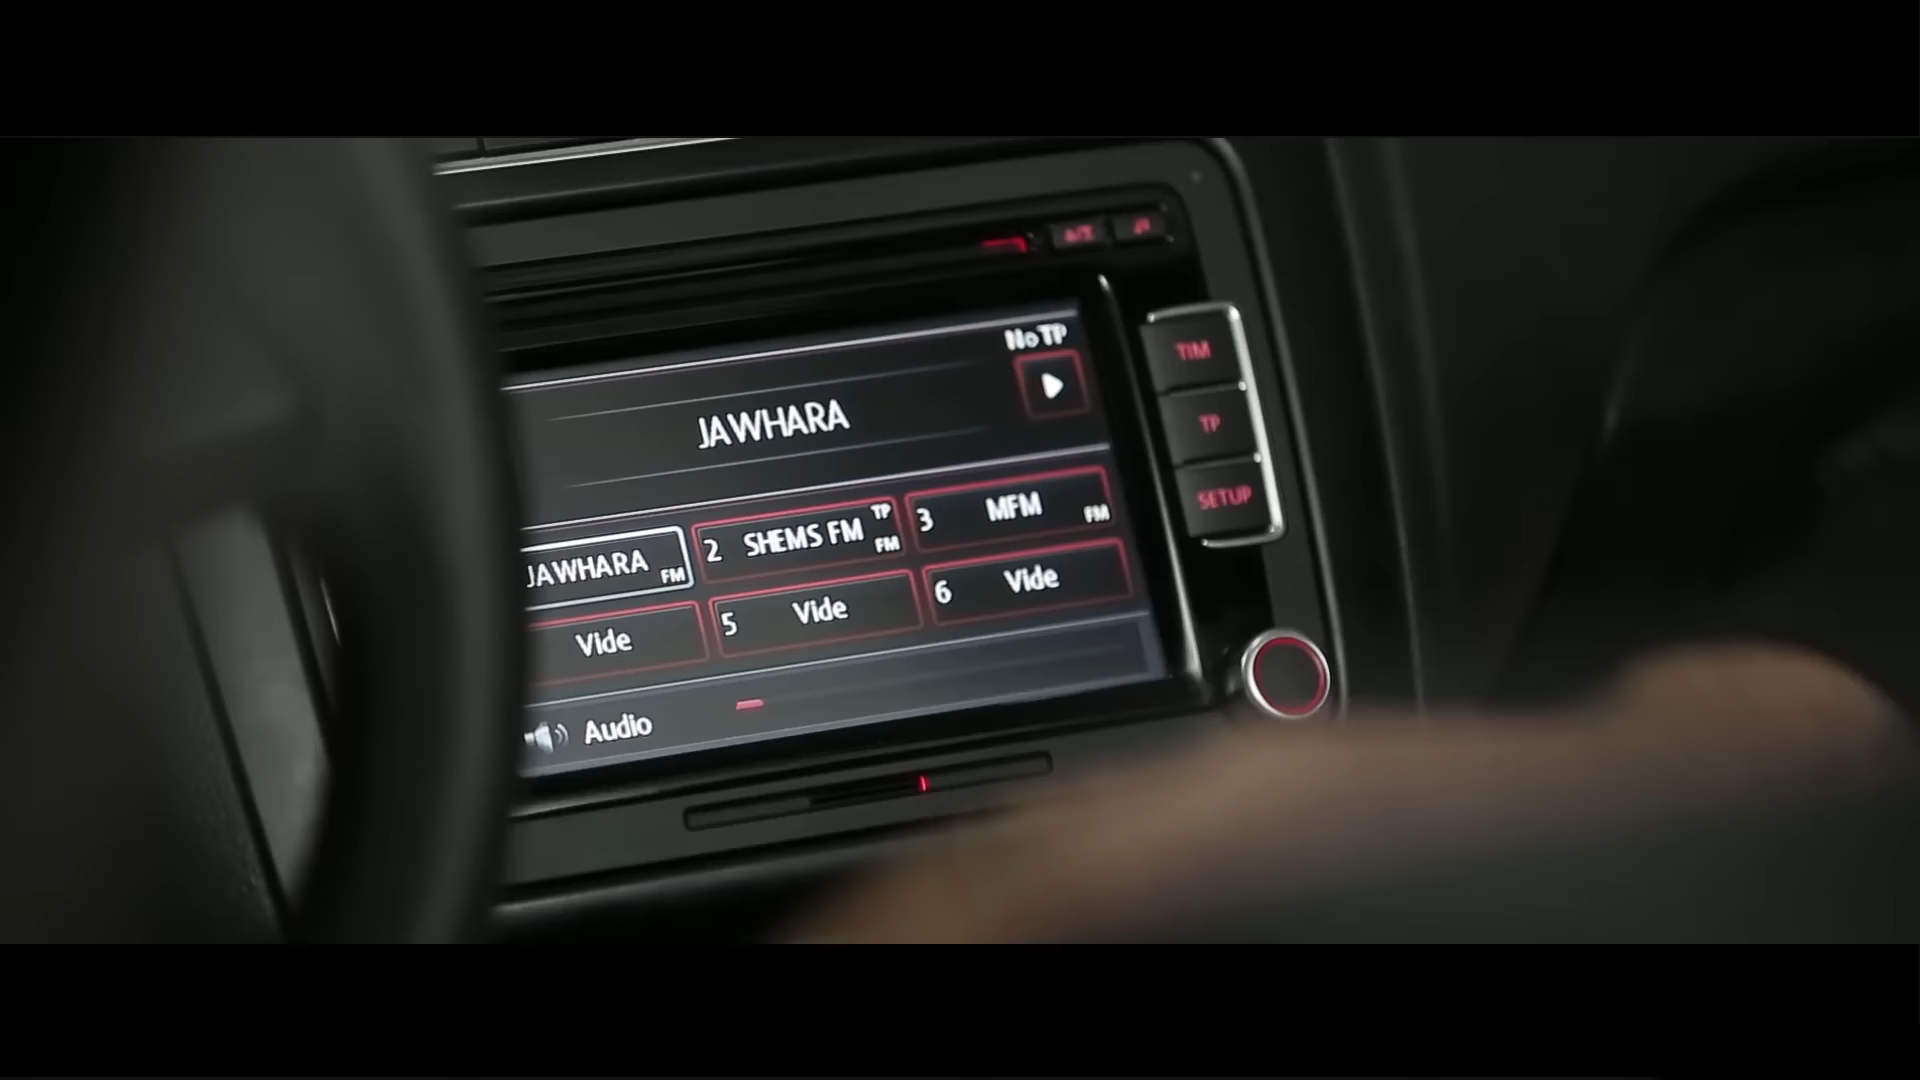 No TP
JAWHARA
JAWHARA FM
2 SHEMS FM TP FM
3 MFM FM
Vide
5 Vide
6 Vide
Audio
TIM
TP
SETUP